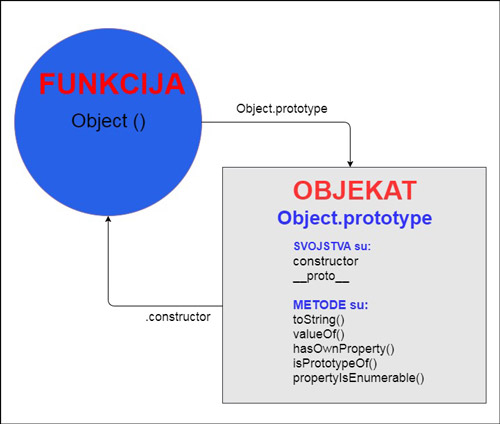 FUNKCIJA
Object ()
Object.prototype
OBJEKAT
Object.prototype
SVOJSTVA su:
constructor
__proto__
METODE su:
toString()
valueOf()
hasOwnProperty()
isPrototypeOf()
propertyIsEnumerable()
.constructor